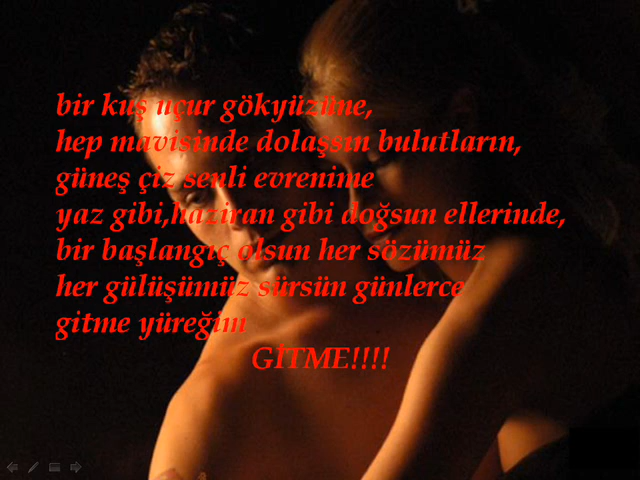 bir kuş uçur gökyüzüne,
hep mavisinde dolaşsın bulutların,
güneş çiz senli evrenime
yaz gibi,haziran gibi doğsun ellerinde,
bir başlangıç olsun her sözümüz
her gülüşümüz sürsün günlerce
gitme yüreğim
GİTME!!!!